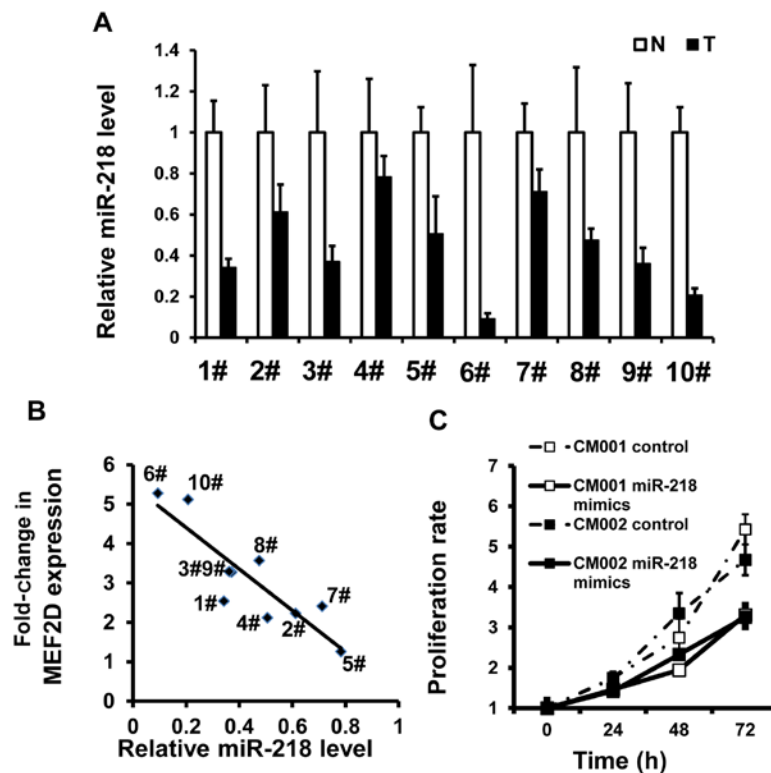 A
N T
Relative miR-218 level
1.4
1.2
1
0.8
0.6
0.4
0.2
0
1# 2# 3# 4# 5# 6# 7# 8# 9# 10#
B
Fold-change in
MEF2D expression
6
5
4
3
2
1
0
6#
10#
8#
3#9#
1#
7#
4#
2#
5#
0 0.2 0.4 0.6 0.8 1
Relative miR-218 level
C
CM001 control
CM001 miR-218
mimics
CM002 control
CM002 miR-218
mimics
Proliferation rate
7
6
5
4
3
2
1
0 24 48 72
Time (h)